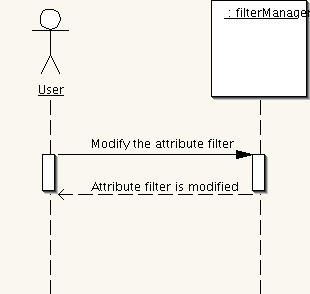 : filterManager
User
Modify the attribute filter
Attribute filter is modified